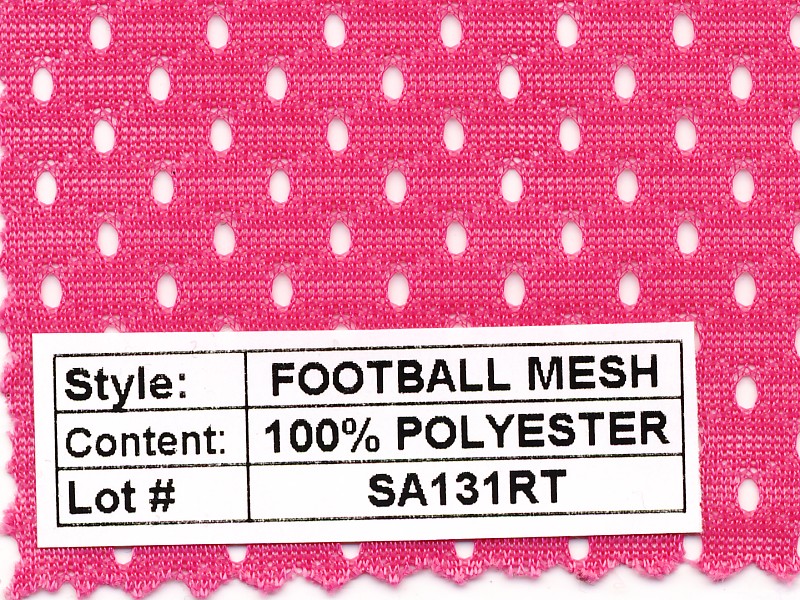 Style: FOOTBALL MESH
Content: 100% POLYESTER
Lot # SA131RT